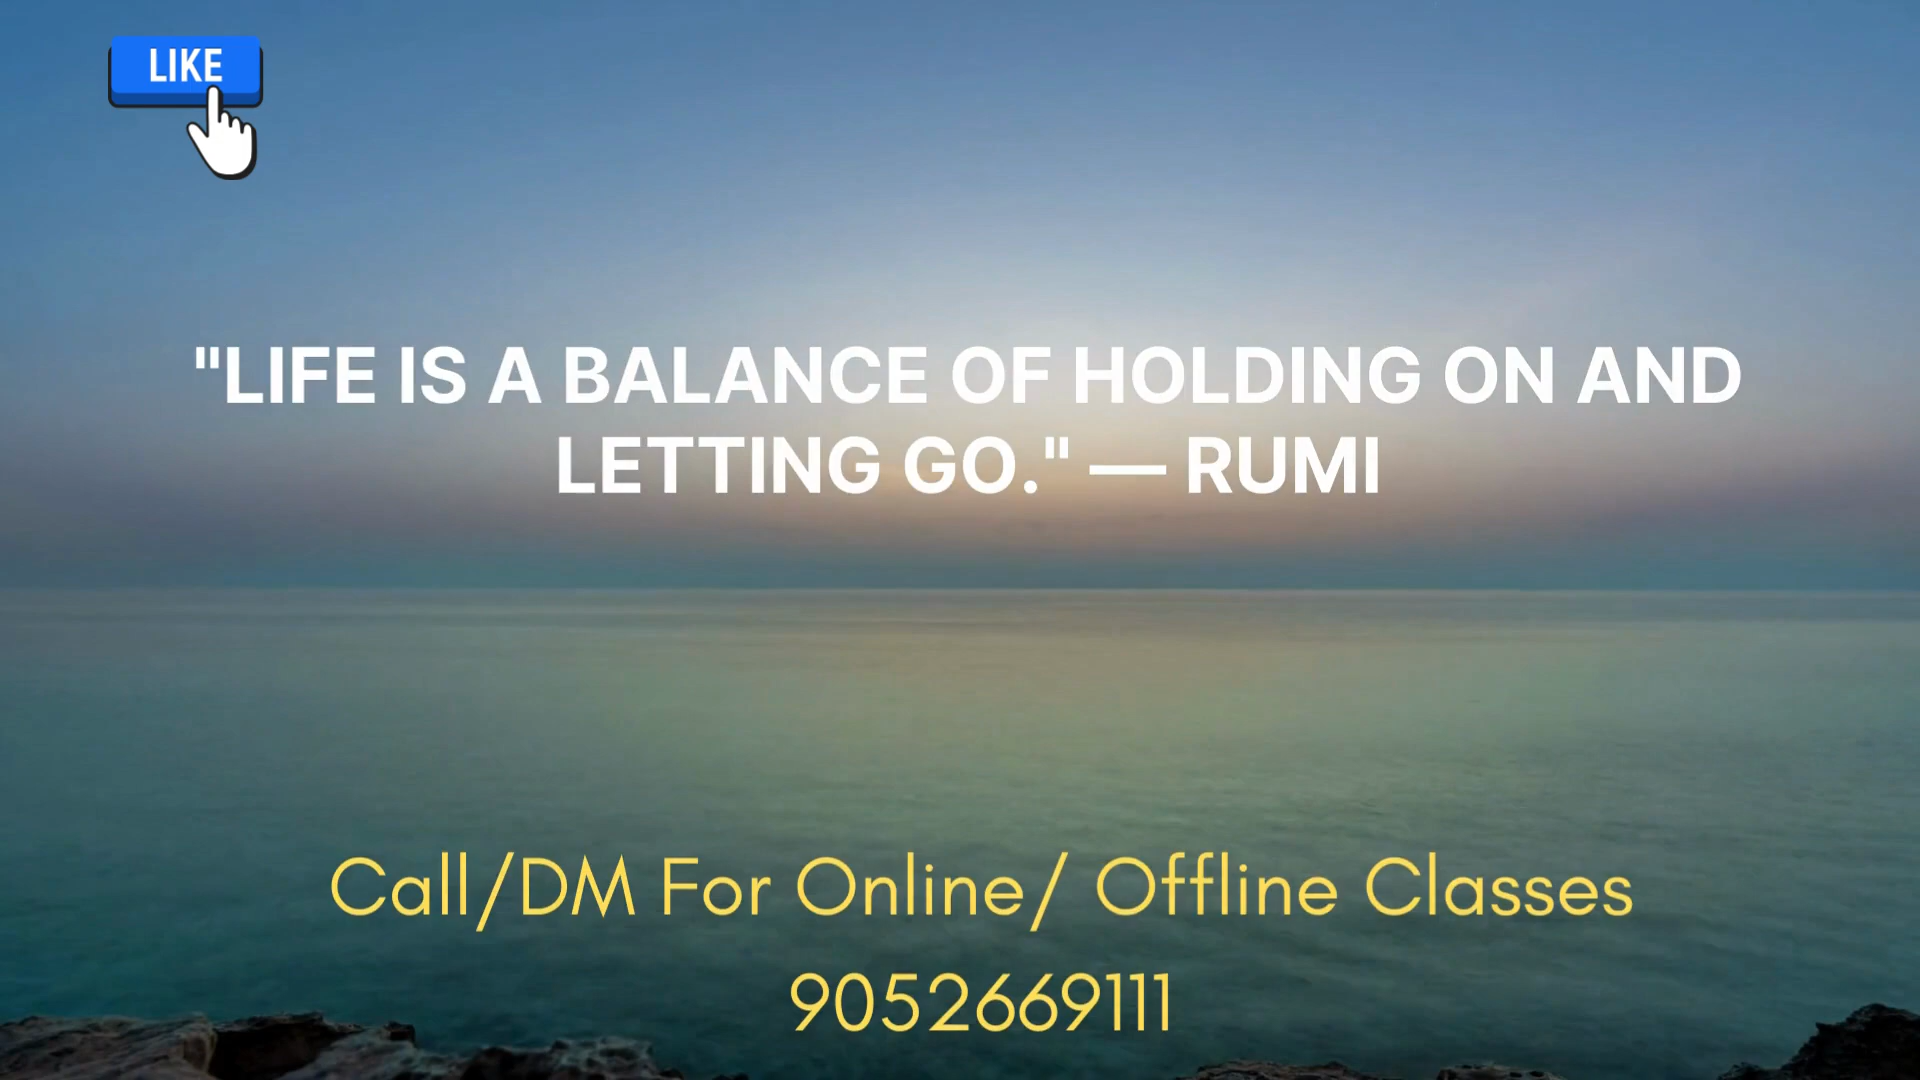 LIKE
"LIFE IS A BALANCE OF HOLDING ON AND
LETTING GO." — RUMI
Call/DM For Online/ Offline Classes
9052669111